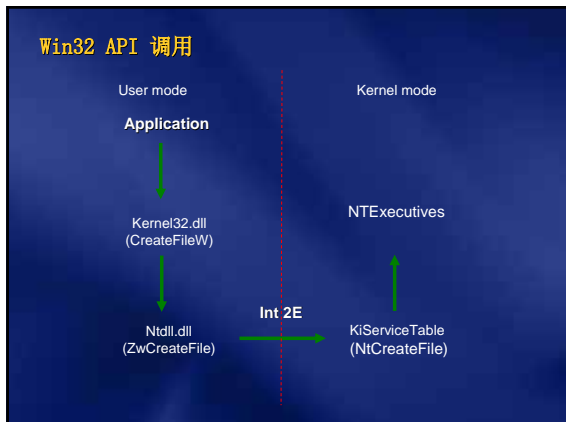 Win32 API 调用
User mode
Kernel mode
Application
Kernel32.dll
(CreateFileW)
NTExecutives
Int 2E
Ntdll.dll
(ZwCreateFile)
KiServiceTable
(NtCreateFile)